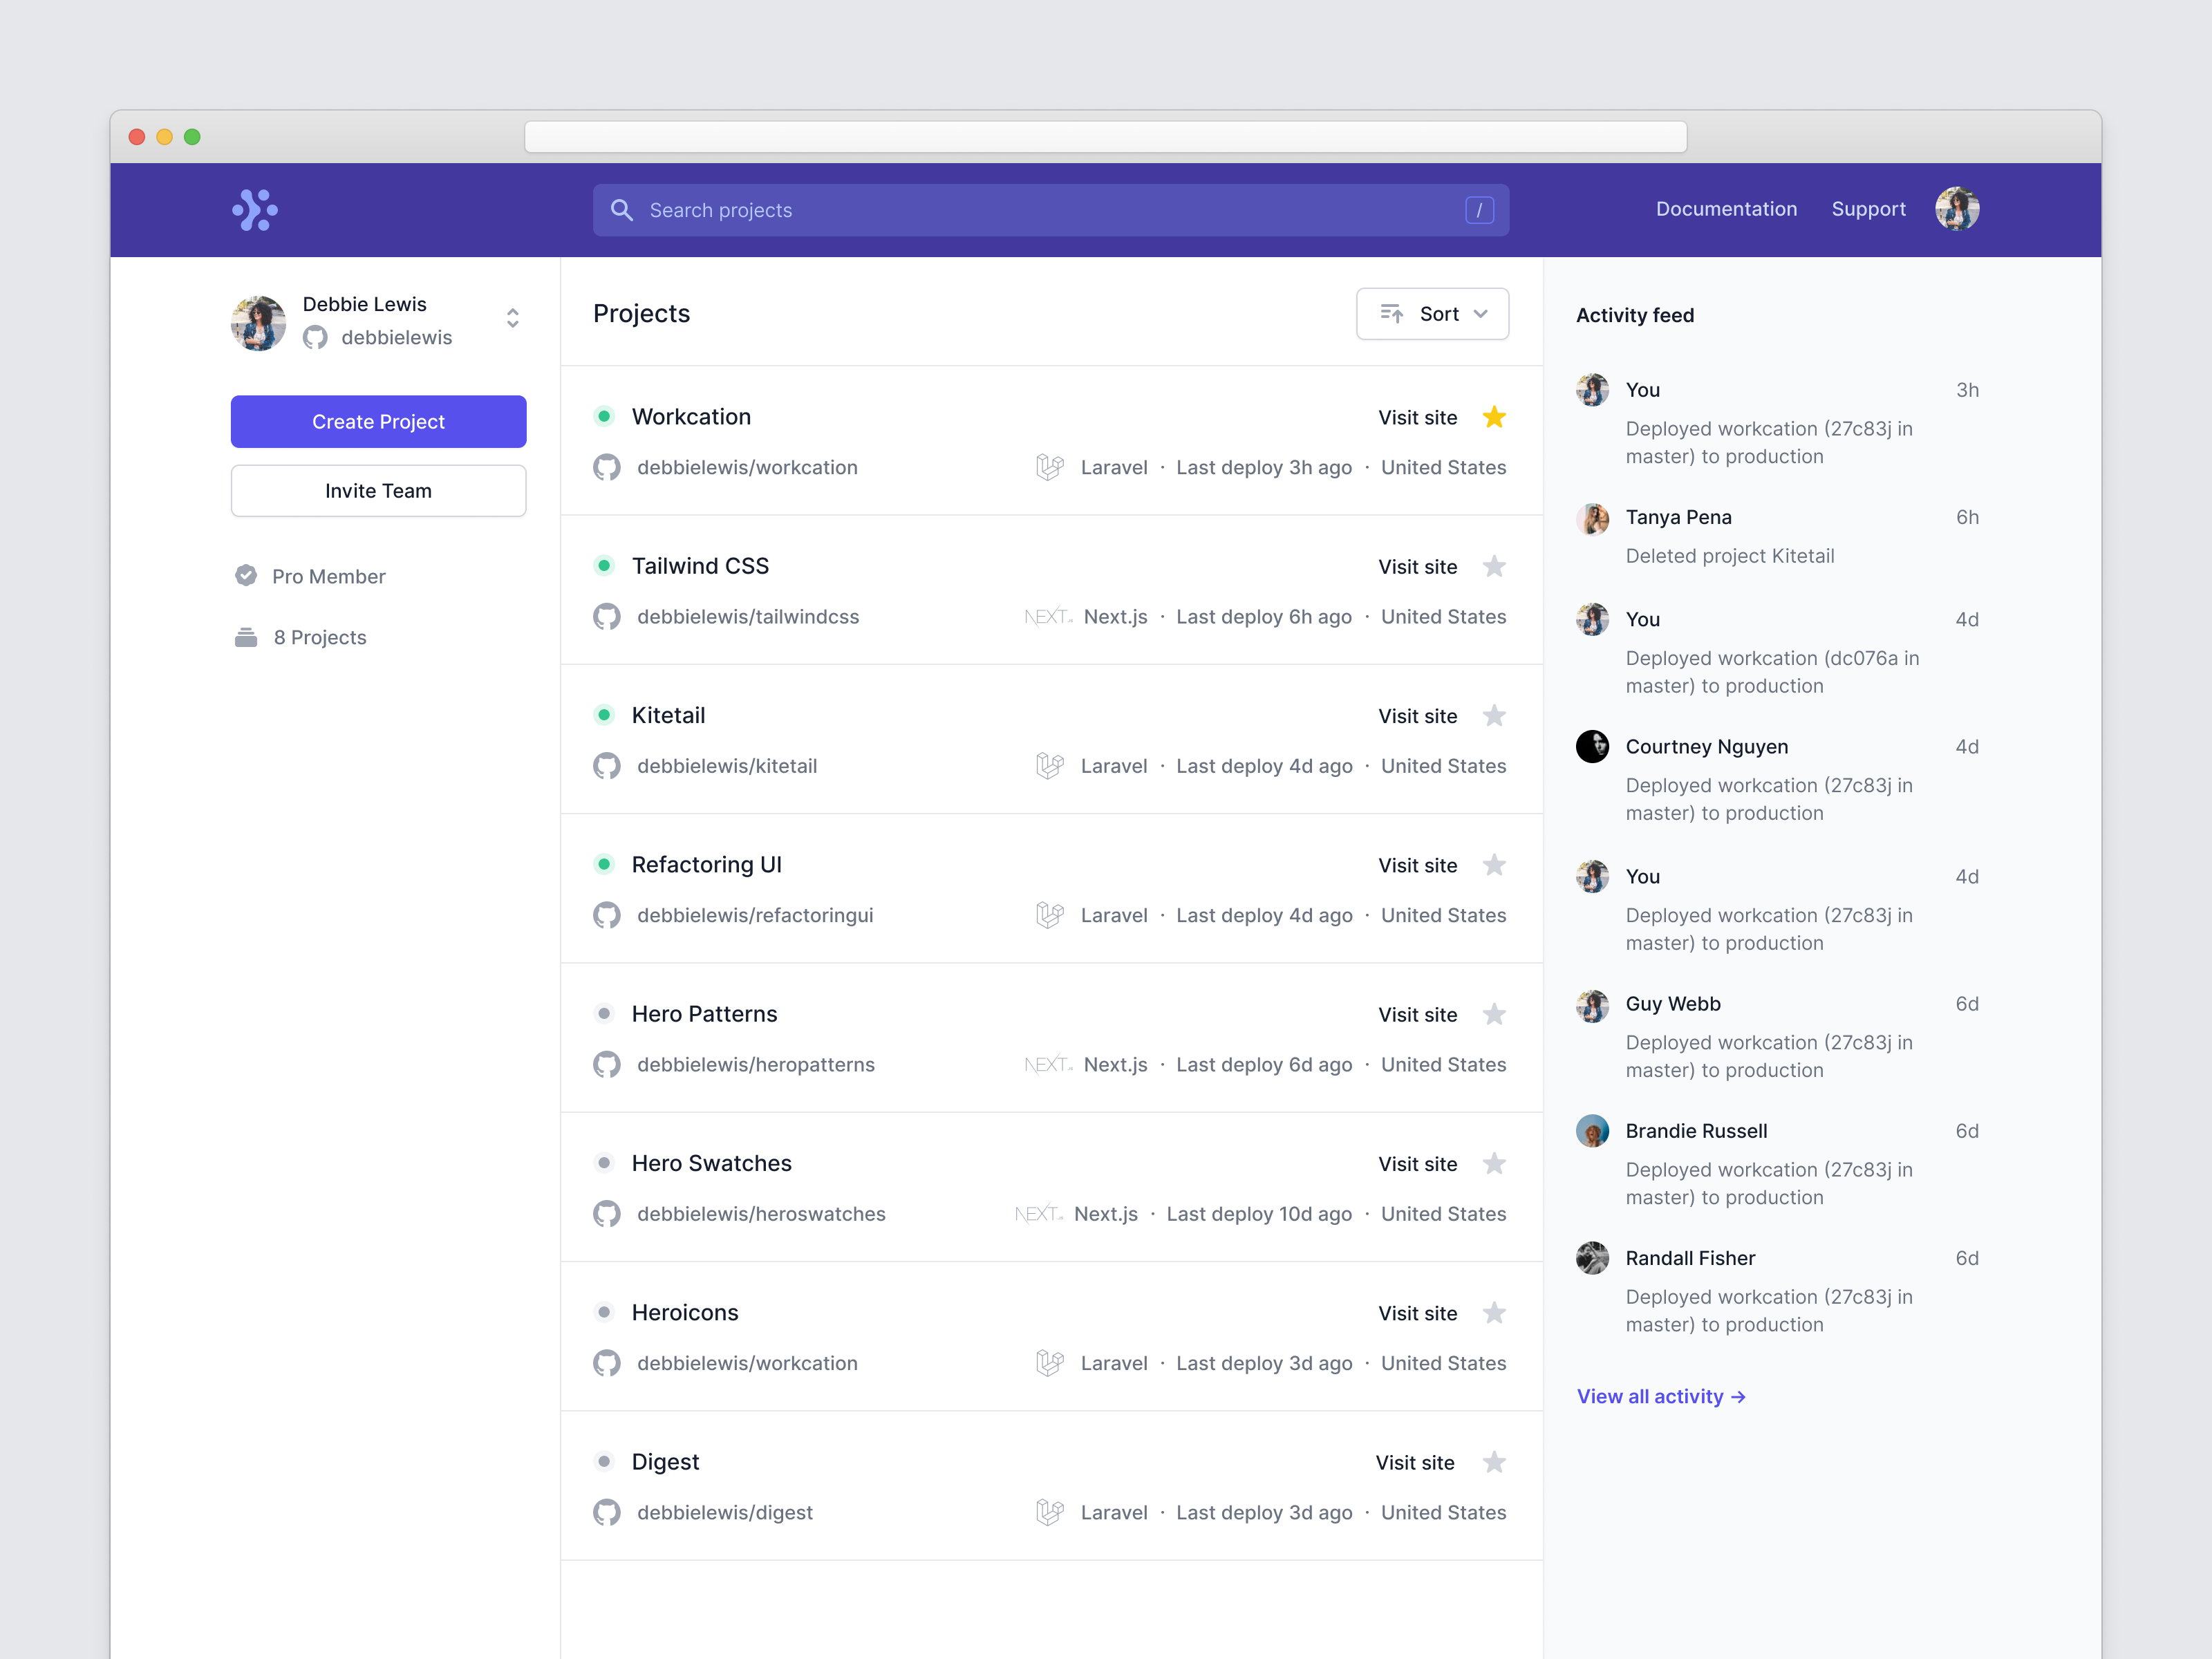 Search projects
/
Documentation
Support
Debbie Lewis
debbielewis
Create Project
Invite Team
Pro Member
8 Projects
Projects
Sort
Workcation
Visit site
debbielewis/workcation
Laravel · Last deploy 3h ago · United States
Tailwind CSS
Visit site
debbielewis/tailwindcss
NEXT.JS Next.js · Last deploy 6h ago · United States
Kitetail
Visit site
debbielewis/kitetail
Laravel · Last deploy 4d ago · United States
Refactoring UI
Visit site
debbielewis/refactoringui
Laravel · Last deploy 4d ago · United States
Hero Patterns
Visit site
debbielewis/heropatterns
NEXT.JS Next.js · Last deploy 6d ago · United States
Hero Swatches
Visit site
debbielewis/heroswatches
NEXT.JS Next.js · Last deploy 10d ago · United States
Heroicons
Visit site
debbielewis/workcation
Laravel · Last deploy 3d ago · United States
Digest
Visit site
debbielewis/digest
Laravel · Last deploy 3d ago · United States
Activity feed
You 3h
Deployed workcation (27c83j in
master) to production
Tanya Pena 6h
Deleted project Kitetail
You 4d
Deployed workcation (dc076a in
master) to production
Courtney Nguyen 4d
Deployed workcation (27c83j in
master) to production
You 4d
Deployed workcation (27c83j in
master) to production
Guy Webb 6d
Deployed workcation (27c83j in
master) to production
Brandie Russell 6d
Deployed workcation (27c83j in
master) to production
Randall Fisher 6d
Deployed workcation (27c83j in
master) to production
View all activity →